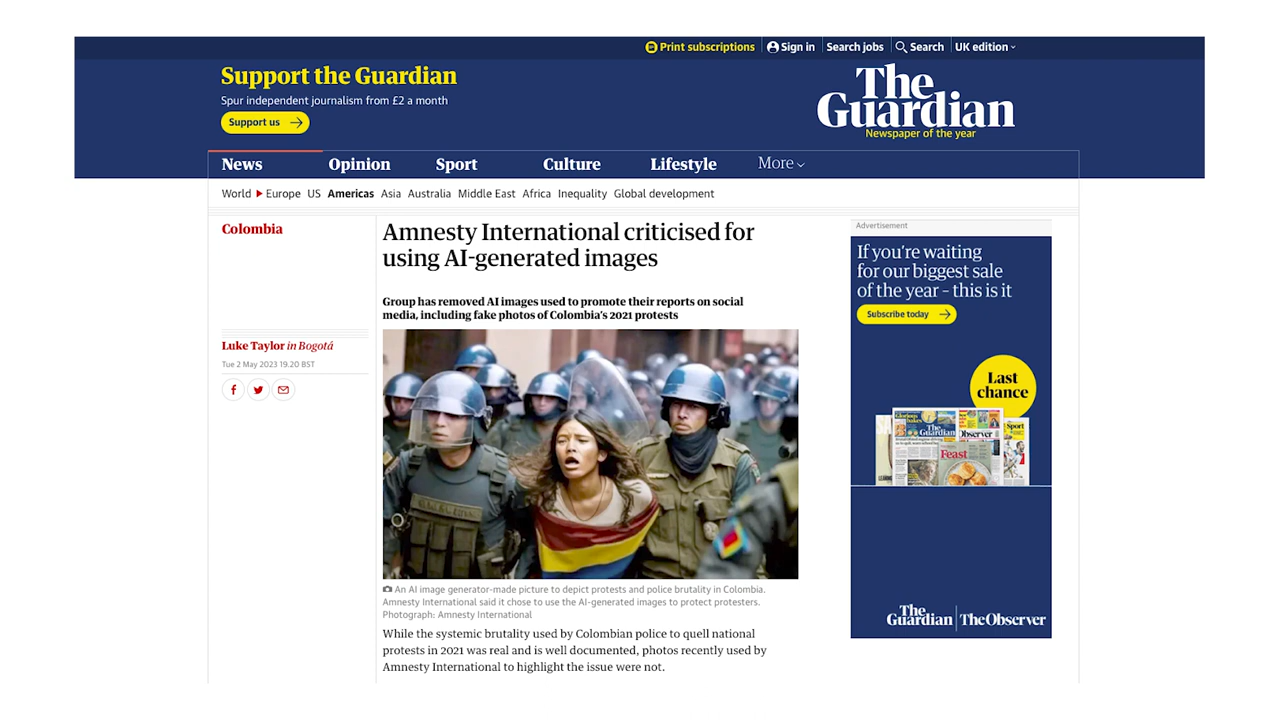 Print subscriptions
Sign in
Search jobs
Search
UK edition
Support the Guardian
Spur independent journalism from £2 a month
Support us
The
Guardian
Newspaper of the year
News
Opinion
Sport
Culture
Lifestyle
More
World
Europe
US
Americas
Asia
Australia
Middle East
Africa
Inequality
Global development
Colombia
Luke Taylor in Bogotá
Tue 2 May 2023 19.20 BST
Amnesty International criticised for
using AI-generated images
Group has removed AI images used to promote their reports on social
media, including fake photos of Colombia's 2021 protests
An AI image generator-made picture to depict protests and police brutality in Colombia.
Amnesty International said it chose to use the AI-generated images to protect protesters.
Photograph: Amnesty International
While the systemic brutality used by Colombian police to quell national
protests in 2021 was real and is well documented, photos recently used by
Amnesty International to highlight the issue were not.
Advertisement
If you're waiting
for our biggest sale
of the year – this is it
Subscribe today
Last
chance
The
Guardian
Observer
Sport
Feast
The
Guardian
The Observer